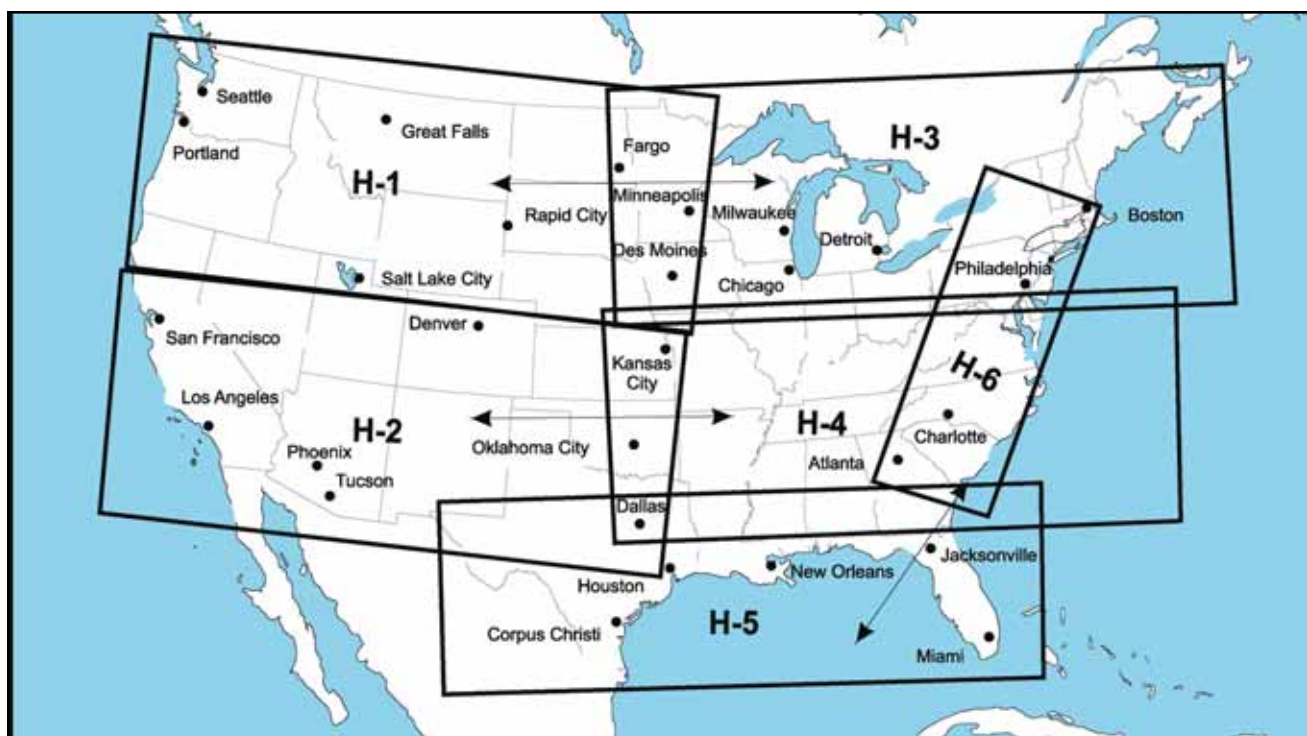 Seattle
Portland
Great Falls
H-1
Fargo
H-3
Minneapolis
Rapid City
Milwaukee
Boston
Detroit
Des Moines
Salt Lake City
Chicago
Philadelphia
San Francisco
Denver
Kansas
City
H-6
Los Angeles
H-2
H-4
Oklahoma City
Charlotte
Phoenix
Atlanta
Tucson
Dallas
Jacksonville
Houston
New Orleans
Corpus Christi
H-5
Miami